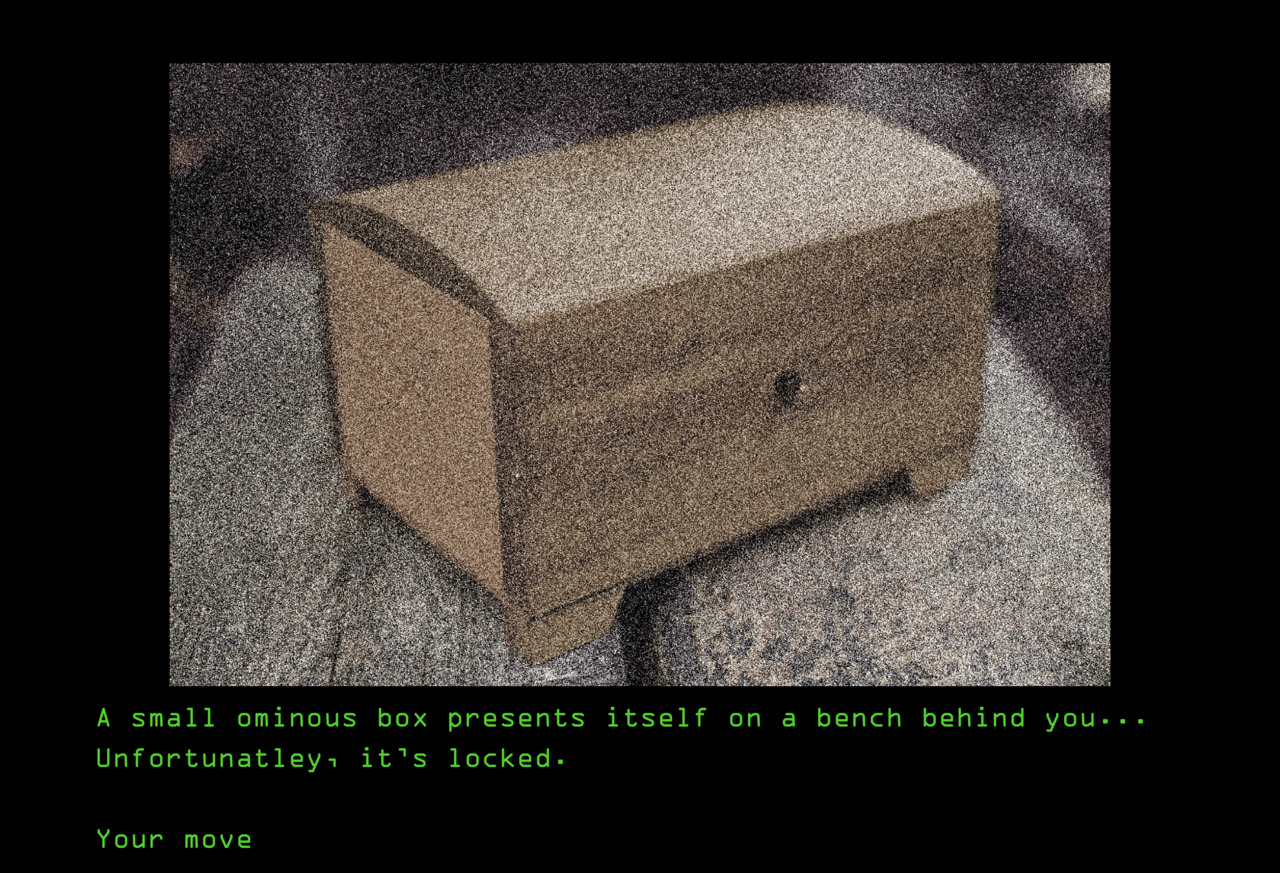 A small ominous box presents itself on a bench behind you...
Unfortunatley, it's locked.
Your move